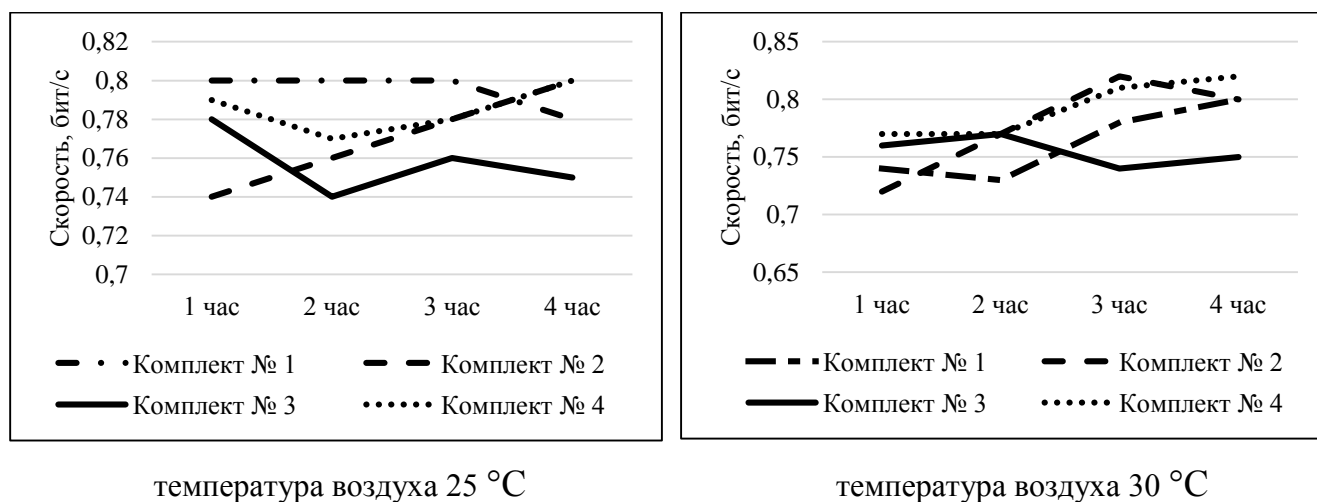 Скорость, бит/с
0,82
0,8
0,78
0,76
0,74
0,72
0,7
1 час 2 час 3 час 4 час
Комплект № 1 Комплект № 2
Комплект № 3 Комплект № 4
температура воздуха 25 °C
Скорость, бит/с
0,85
0,8
0,75
0,7
0,65
1 час 2 час 3 час 4 час
Комплект № 1 Комплект № 2
Комплект № 3 Комплект № 4
температура воздуха 30 °C